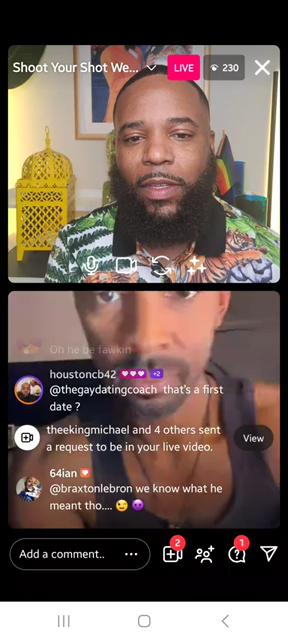 Shoot Your Shot We...
LIVE
230
Oh he be fawkin
houstoncb42 +2
@thegaydatingcoach that's a first
date ?
theekingmichael and 4 others sent
a request to be in your live video.
View
64ian
@braxtonlebron we know what he
meant tho.... 😉 😈
Add a comment..
2
1